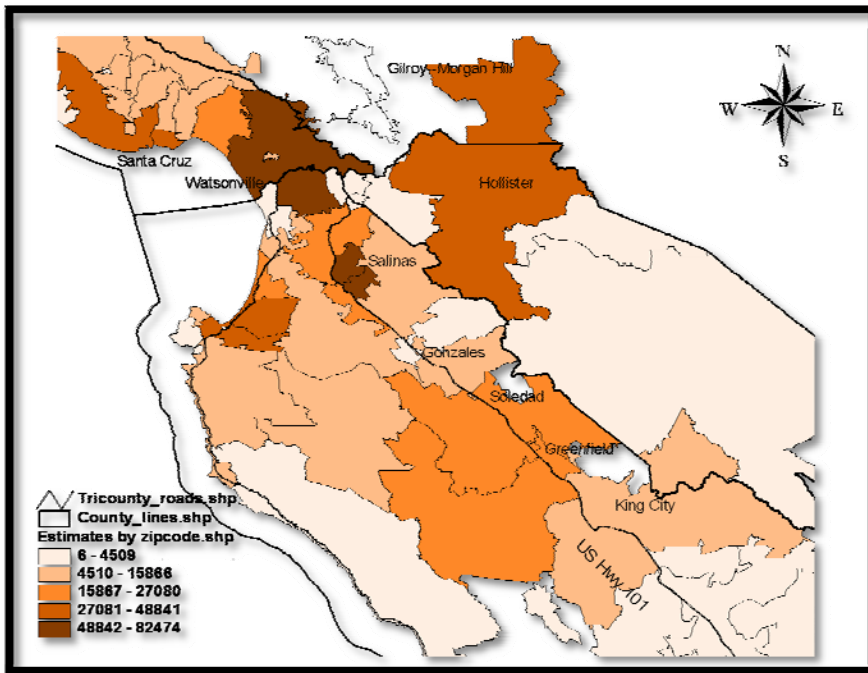 Gilroy--Morgan Hill
N
W
E
S
Santa Cruz
Watsonville
Hollister
Salinas
Gonzales
Soledad
Greenfield
King City
US Hwy 101
Tricounty_roads.shp
County_lines.shp
Estimates by zipcode.shp
6 - 4509
4510 - 15866
15867 - 27080
27081 - 48841
48842 - 82474